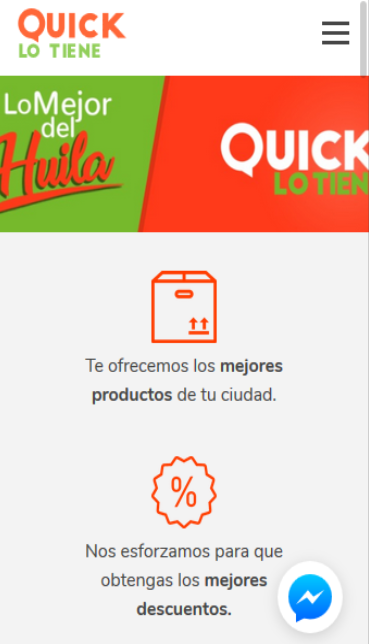 QUICK
LO TIENE
LoMejor
del
Huila
QUICK
LO TIEN
Te ofrecemos los mejores
productos de tu ciudad.
%
Nos esforzamos para que
obtengas los mejores
descuentos.